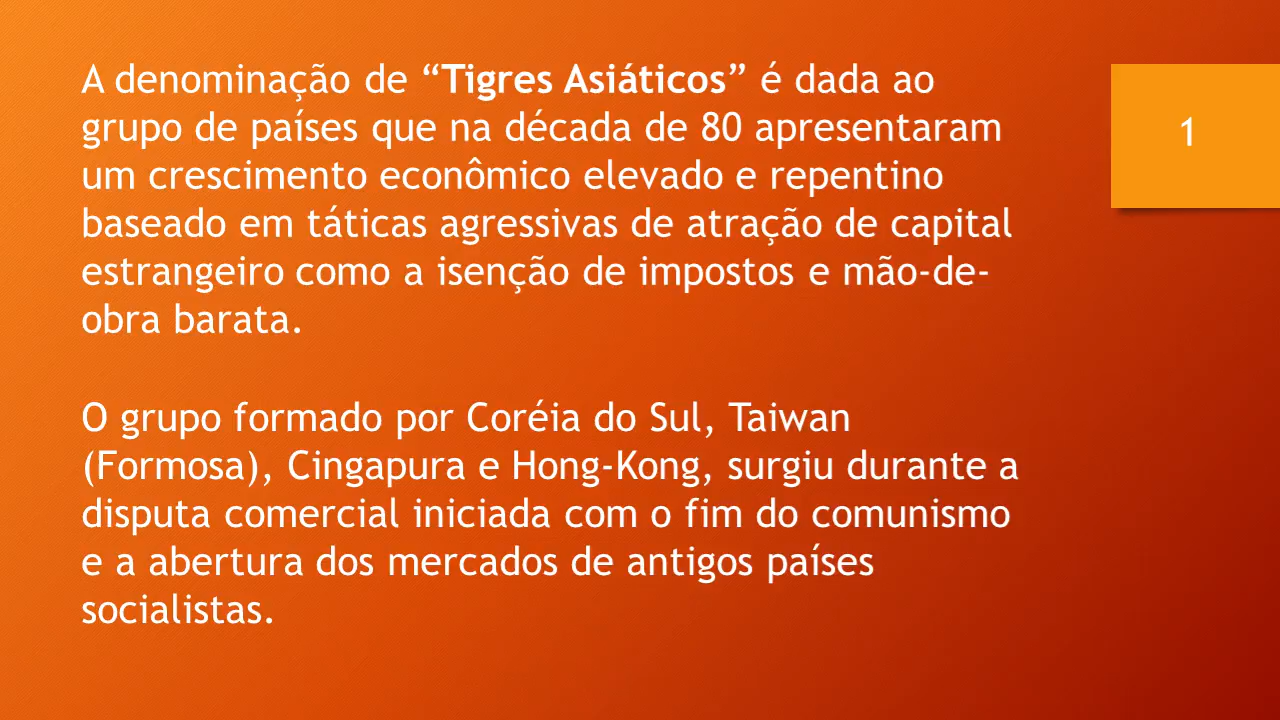 A denominação de “Tigres Asiáticos” é dada ao
grupo de países que na década de 80 apresentaram
um crescimento econômico elevado e repentino
baseado em táticas agressivas de atração de capital
estrangeiro como a isenção de impostos e mão-de-
obra barata.
O grupo formado por Coréia do Sul, Taiwan
(Formosa), Cingapura e Hong-Kong, surgiu durante a
disputa comercial iniciada com o fim do comunismo
e a abertura dos mercados de antigos países
socialistas.
1